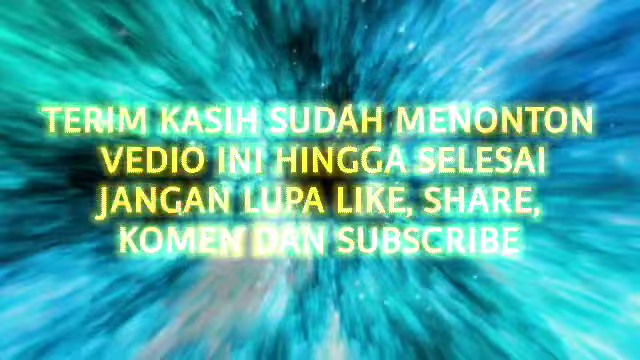 TERIM KASIH SUDAH MENONTON
VEDIO INI HINGGA SELESAI
JANGAN LUPA LIKE, SHARE,
KOMEN DAN SUBSCRIBE